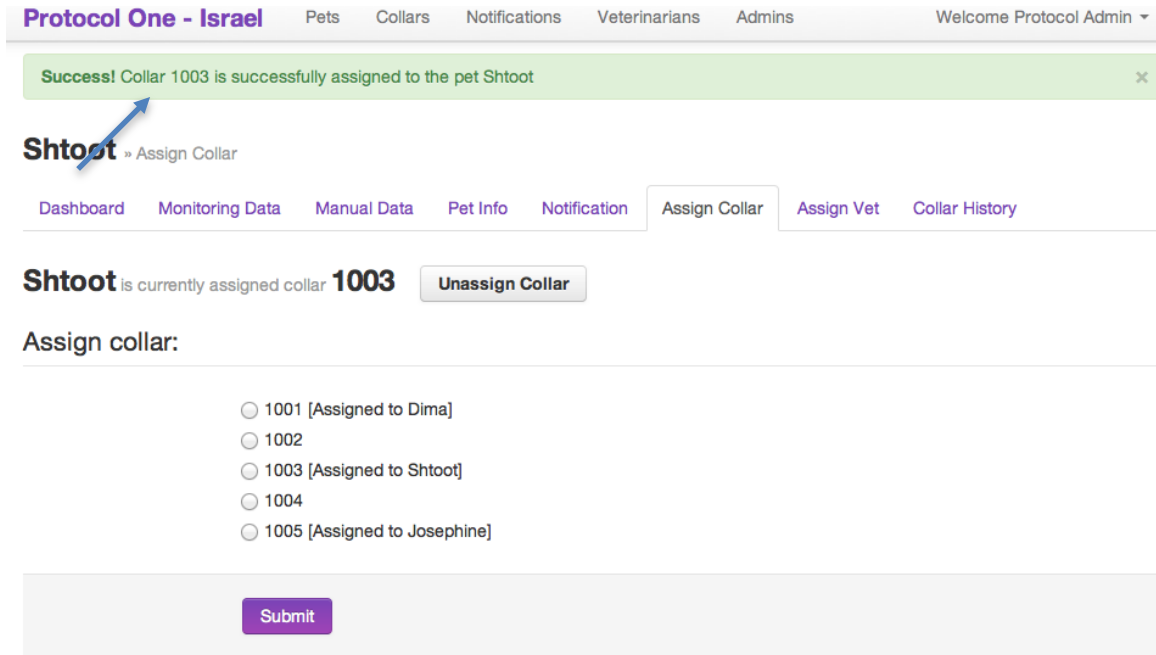 Protocol One - Israel Pets Collars Notifications Veterinarians Admins Welcome Protocol Admin
Success! Collar 1003 is successfully assigned to the pet Shtoot ×
Shtoot » Assign Collar
Dashboard Monitoring Data Manual Data Pet Info Notification Assign Collar Assign Vet Collar History
Shtoot is currently assigned collar 1003 Unassign Collar
Assign collar:
1001 [Assigned to Dima]
1002
1003 [Assigned to Shtoot]
1004
1005 [Assigned to Josephine]
Submit